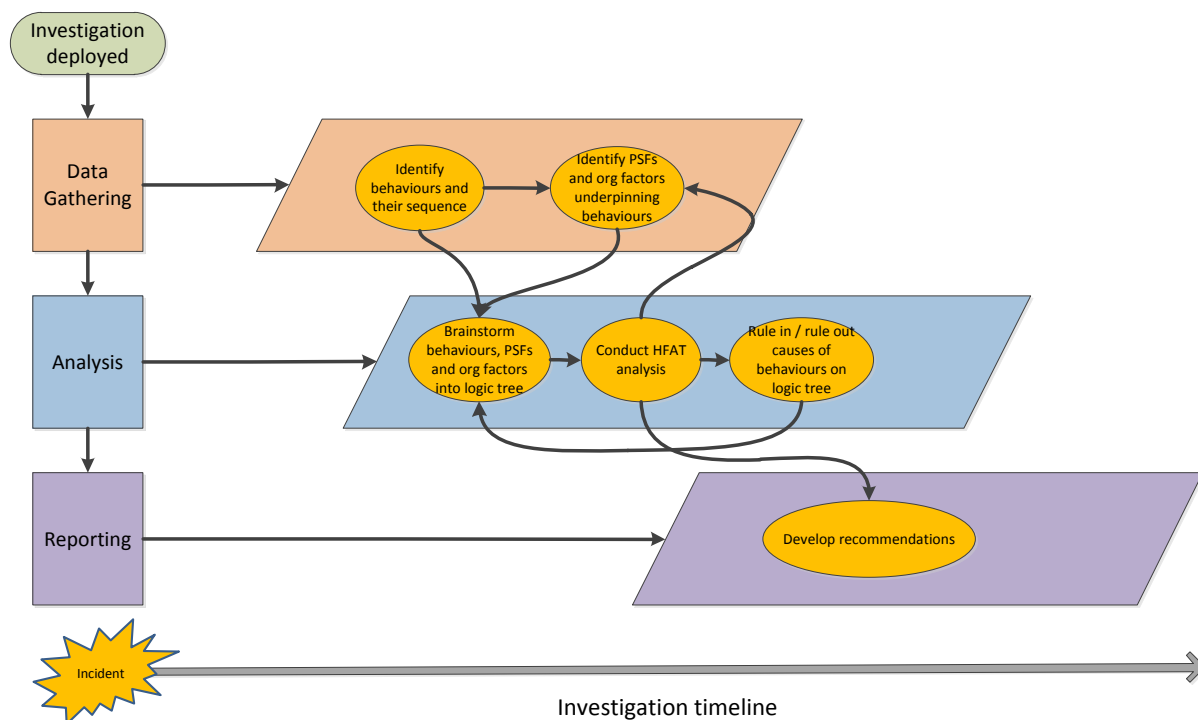 Investigation
deployed
Data
Gathering
Identify
behaviours and
their sequence
Identify PSFs
and org factors
underpinning
behaviours
Analysis
Brainstorm
behaviours, PSFs
and org factors
into logic tree
Conduct HFAT
analysis
Rule in / rule out
causes of
behaviours on
logic tree
Reporting
Develop recommendations
Incident
Investigation timeline